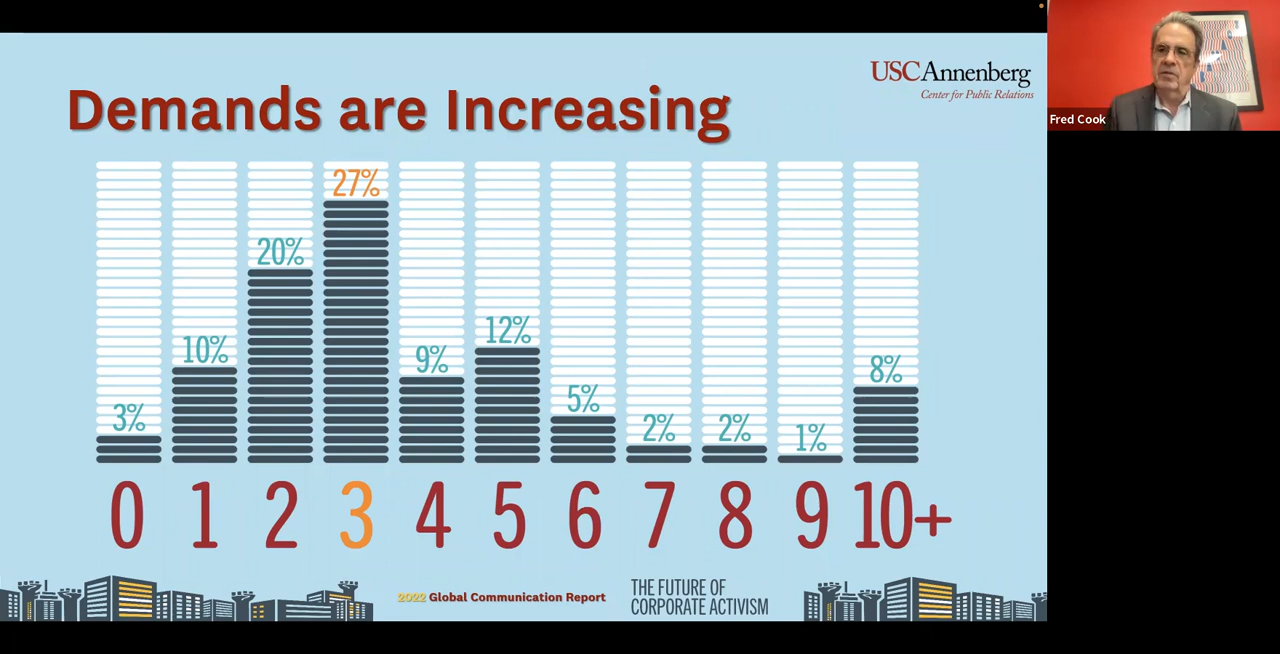 USCAnnenberg
Center for Public Relations
Demands are Increasing
Fred Cook
3% 10% 20% 27% 9% 12% 5% 2% 2% 1% 8%
0 1 2 3 4 5 6 7 8 9 10+
2022 Global Communication Report
THE FUTURE OF
CORPORATE ACTIVISM